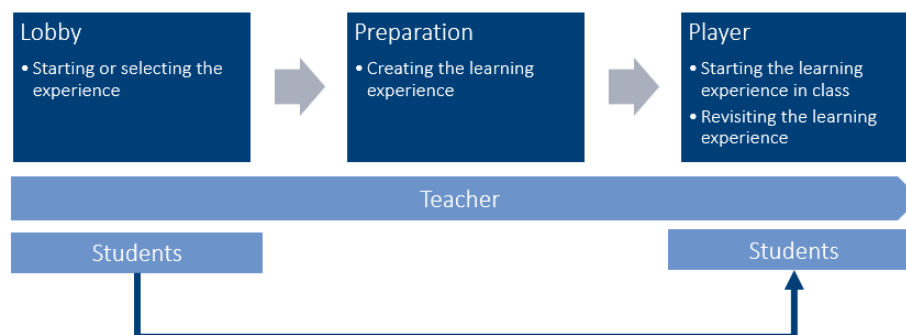 Lobby
• Starting or selecting the
experience
Preparation
• Creating the learning
experience
Player
• Starting the learning
experience in class
• Revisiting the learning
experience
Teacher
Students
Students